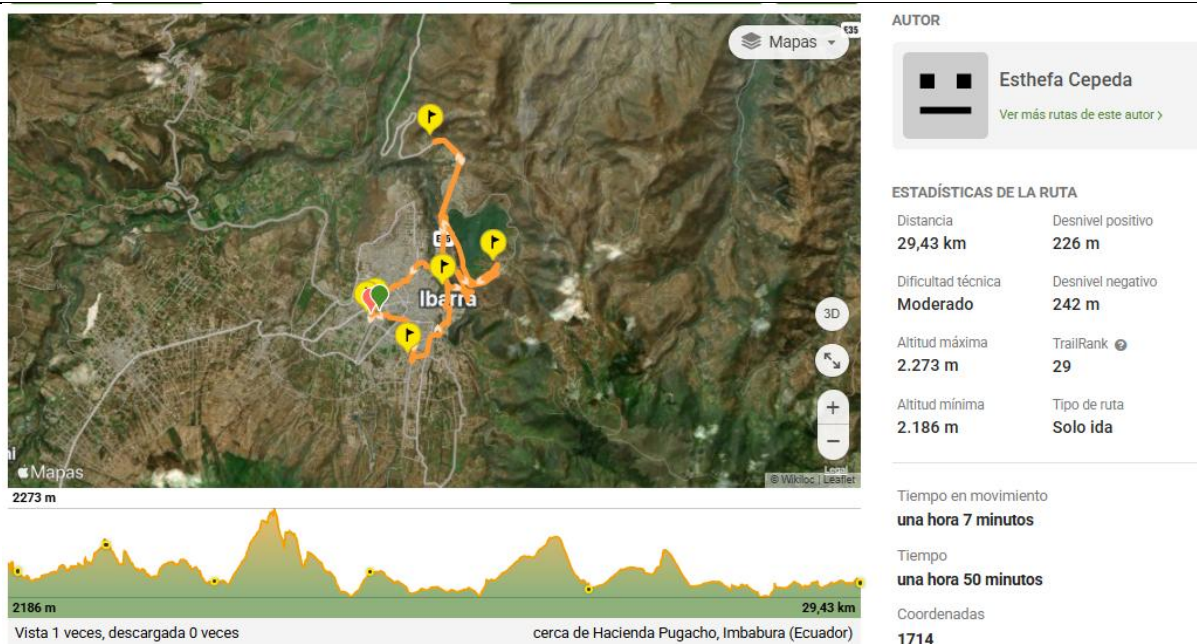 Mapas
E35
Ibarra
3D
+
−
Mapas
Legal
© Wikiloc | Leaflet
2273 m
2186 m
29,43 km
Vista 1 veces, descargada 0 veces
cerca de Hacienda Pugacho, Imbabura (Ecuador)
AUTOR
Esthefa Cepeda
Ver más rutas de este autor >
ESTADÍSTICAS DE LA RUTA
Distancia
Desnivel positivo
29,43 km
226 m
Dificultad técnica
Desnivel negativo
Moderado
242 m
Altitud máxima
TrailRank ?
2.273 m
29
Altitud mínima
Tipo de ruta
2.186 m
Solo ida
Tiempo en movimiento
una hora 7 minutos
Tiempo
una hora 50 minutos
Coordenadas
1714